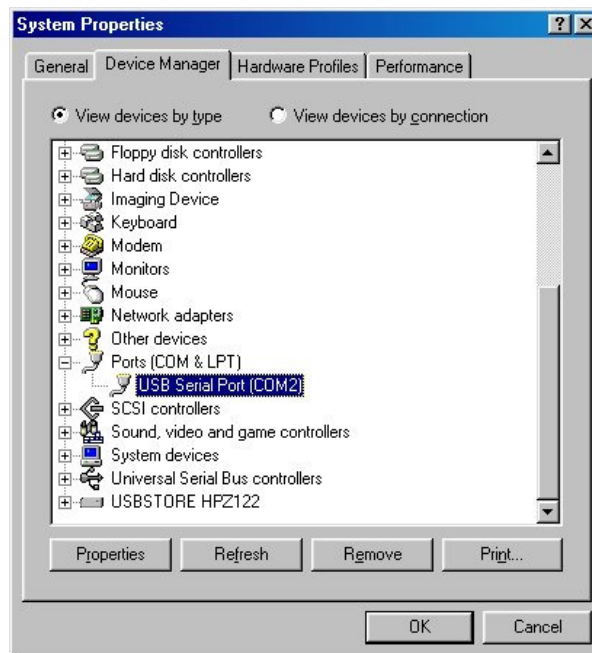 System Properties
General Device Manager Hardware Profiles Performance
View devices by type View devices by connection
Floppy disk controllers
Hard disk controllers
Imaging Device
Keyboard
Modem
Monitors
Mouse
Network adapters
Other devices
Ports (COM & LPT)
USB Serial Port (COM2)
SCSI controllers
Sound, video and game controllers
System devices
Universal Serial Bus controllers
USBSTORE HPZ122
Properties Refresh Remove Print...
OK Cancel